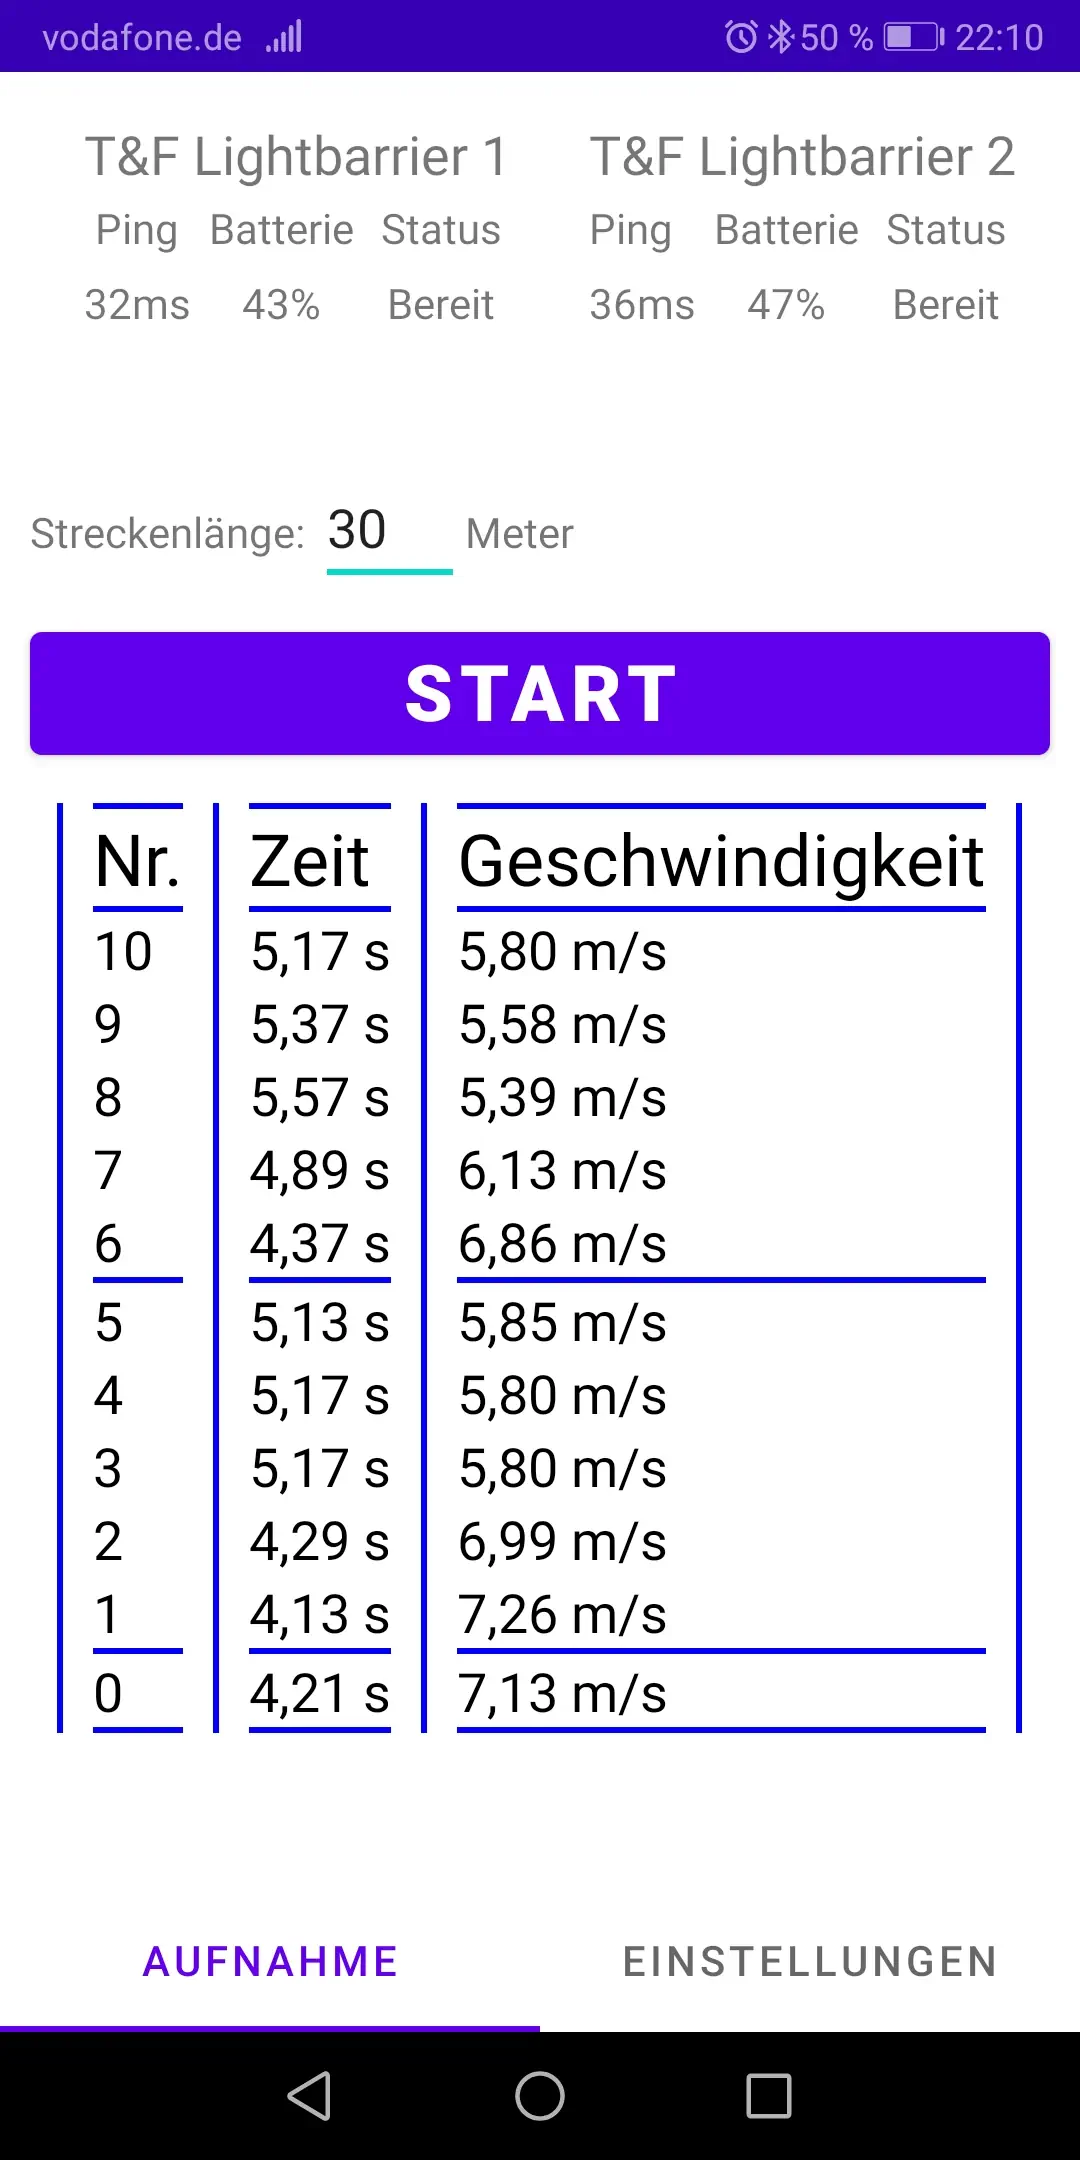 vodafone.de 50 % 22:10
T&F Lightbarrier 1 T&F Lightbarrier 2
Ping Batterie Status Ping Batterie Status
32ms 43% Bereit 36ms 47% Bereit
Streckenlänge: 30 Meter
START
Nr. Zeit Geschwindigkeit
10 5,17 s 5,80 m/s
9 5,37 s 5,58 m/s
8 5,57 s 5,39 m/s
7 4,89 s 6,13 m/s
6 4,37 s 6,86 m/s
5 5,13 s 5,85 m/s
4 5,17 s 5,80 m/s
3 5,17 s 5,80 m/s
2 4,29 s 6,99 m/s
1 4,13 s 7,26 m/s
0 4,21 s 7,13 m/s
AUFNAHME EINSTELLUNGEN